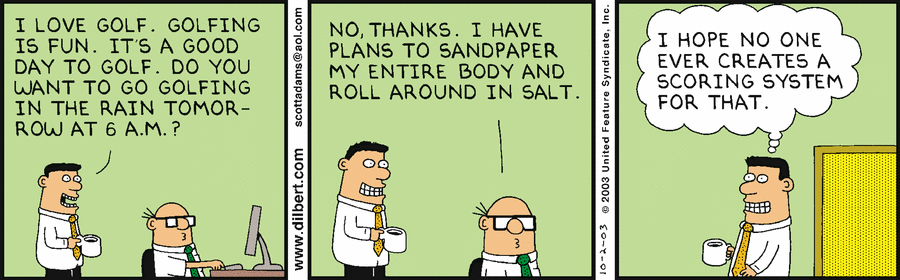 I LOVE GOLF. GOLFING
IS FUN. IT'S A GOOD
DAY TO GOLF. DO YOU
WANT TO GO GOLFING
IN THE RAIN TOMOR-
ROW AT 6 A.M.?
www.dilbert.com scottadams@aol.com
NO, THANKS. I HAVE
PLANS TO SANDPAPER
MY ENTIRE BODY AND
ROLL AROUND IN SALT.
10-2-03 © 2003 United Feature Syndicate, Inc.
I HOPE NO ONE
EVER CREATES A
SCORING SYSTEM
FOR THAT.